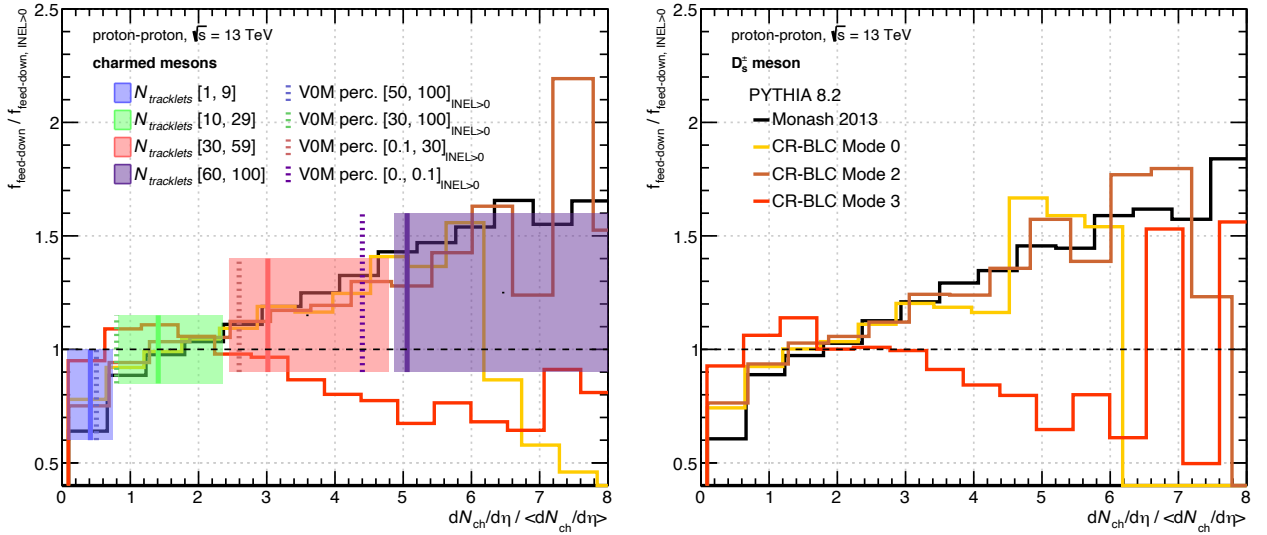 f_feed-down / f_feed-down, INEL>0
2.5
2
1.5
1
0.5
proton-proton, √s = 13 TeV
charmed mesons
N_tracklets [1, 9]
N_tracklets [10, 29]
N_tracklets [30, 59]
N_tracklets [60, 100]
V0M perc. [50, 100]_INEL>0
V0M perc. [30, 100]_INEL>0
V0M perc. [0.1, 30]_INEL>0
V0M perc. [0., 0.1]_INEL>0
0 1 2 3 4 5 6 7 8
dN_ch/dη / <dN_ch/dη>
f_feed-down / f_feed-down, INEL>0
2.5
2
1.5
1
0.5
proton-proton, √s = 13 TeV
D_s^± meson
PYTHIA 8.2
Monash 2013
CR-BLC Mode 0
CR-BLC Mode 2
CR-BLC Mode 3
0 1 2 3 4 5 6 7 8
dN_ch/dη / <dN_ch/dη>